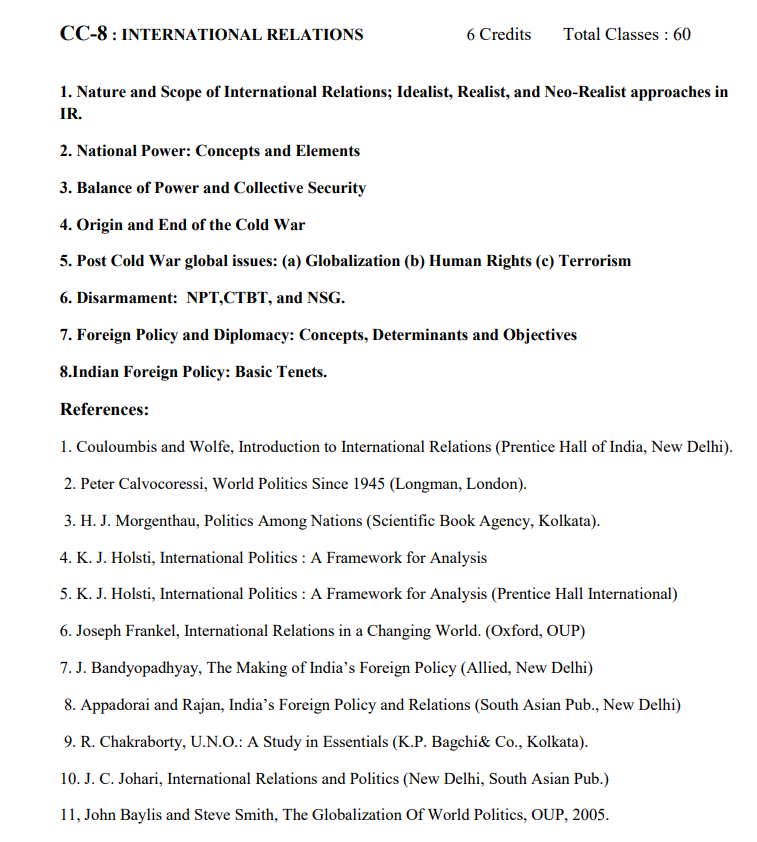 CC-8 : INTERNATIONAL RELATIONS 6 Credits Total Classes : 60
1. Nature and Scope of International Relations; Idealist, Realist, and Neo-Realist approaches in
IR.
2. National Power: Concepts and Elements
3. Balance of Power and Collective Security
4. Origin and End of the Cold War
5. Post Cold War global issues: (a) Globalization (b) Human Rights (c) Terrorism
6. Disarmament: NPT,CTBT, and NSG.
7. Foreign Policy and Diplomacy: Concepts, Determinants and Objectives
8.Indian Foreign Policy: Basic Tenets.
References:
1. Couloumbis and Wolfe, Introduction to International Relations (Prentice Hall of India, New Delhi).
2. Peter Calvocoressi, World Politics Since 1945 (Longman, London).
3. H. J. Morgenthau, Politics Among Nations (Scientific Book Agency, Kolkata).
4. K. J. Holsti, International Politics : A Framework for Analysis
5. K. J. Holsti, International Politics : A Framework for Analysis (Prentice Hall International)
6. Joseph Frankel, International Relations in a Changing World. (Oxford, OUP)
7. J. Bandyopadhyay, The Making of India’s Foreign Policy (Allied, New Delhi)
8. Appadorai and Rajan, India’s Foreign Policy and Relations (South Asian Pub., New Delhi)
9. R. Chakraborty, U.N.O.: A Study in Essentials (K.P. Bagchi& Co., Kolkata).
10. J. C. Johari, International Relations and Politics (New Delhi, South Asian Pub.)
11, John Baylis and Steve Smith, The Globalization Of World Politics, OUP, 2005.